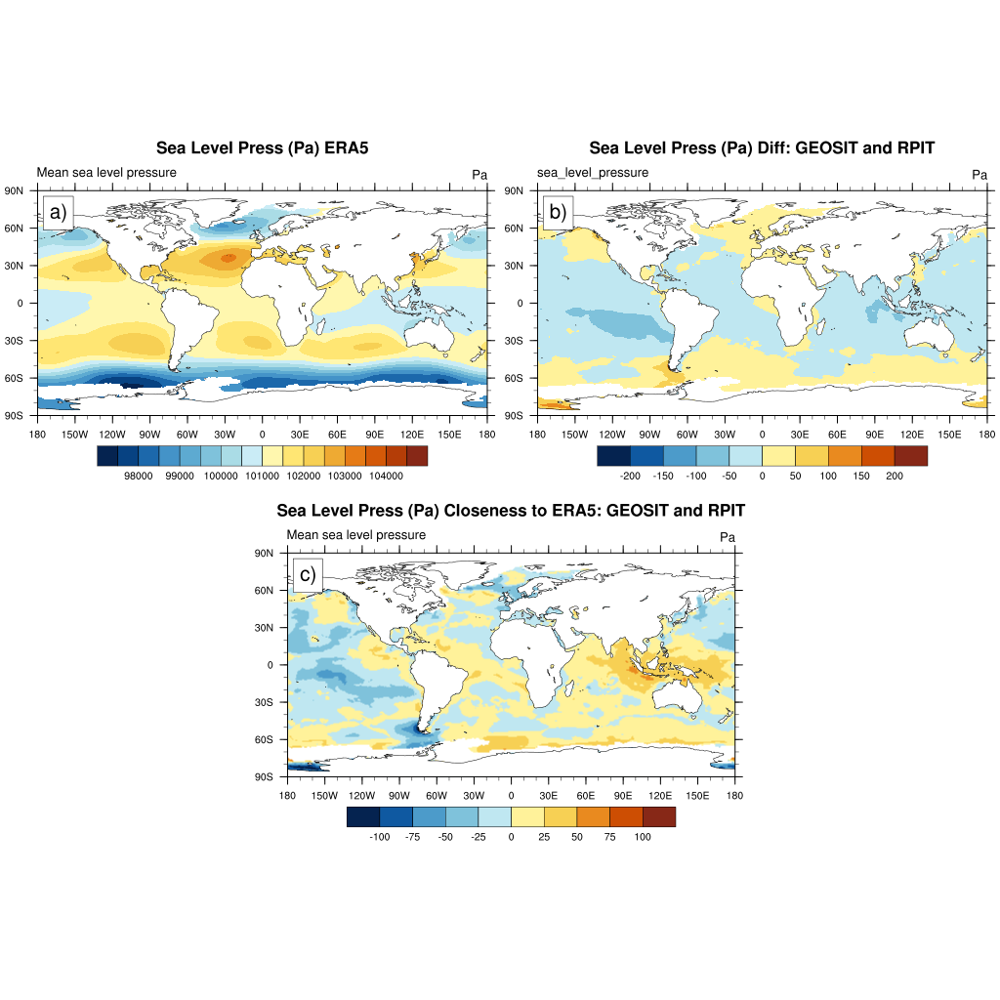 Sea Level Press (Pa) ERA5
Mean sea level pressure Pa
a)
90N
60N
30N
0
30S
60S
90S
180 150W 120W 90W 60W 30W 0 30E 60E 90E 120E 150E 180
98000 99000 100000 101000 102000 103000 104000
Sea Level Press (Pa) Diff: GEOSIT and RPIT
sea_level_pressure Pa
b)
90N
60N
30N
0
30S
60S
90S
180 150W 120W 90W 60W 30W 0 30E 60E 90E 120E 150E 180
-200 -150 -100 -50 0 50 100 150 200
Sea Level Press (Pa) Closeness to ERA5: GEOSIT and RPIT
Mean sea level pressure Pa
c)
90N
60N
30N
0
30S
60S
90S
180 150W 120W 90W 60W 30W 0 30E 60E 90E 120E 150E 180
-100 -75 -50 -25 0 25 50 75 100